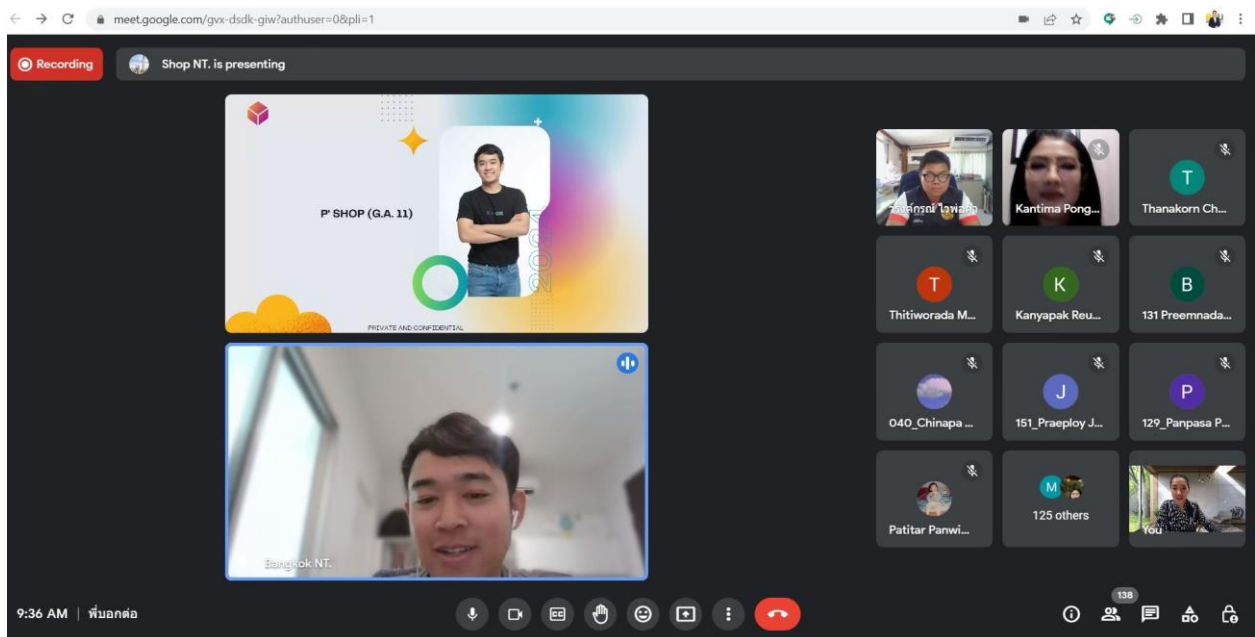 meet.google.com/gvx-dsdk-giw?authuser=0&pli=1
Recording
Shop NT. is presenting
P' SHOP (G.A. 11)
2021
PRIVATE AND CONFIDENTIAL
Bangkok NT.
Kantima Pong...
T
Thanakorn Ch...
T
Thitiworada M...
K
Kanyapak Reu...
B
131 Preemnada...
040_Chinapa ...
J
151_Praeploy J...
P
129_Panpasa P...
Patitar Panwi...
M
125 others
You
9:36 AM | พี่บอกต่อ
CC
138